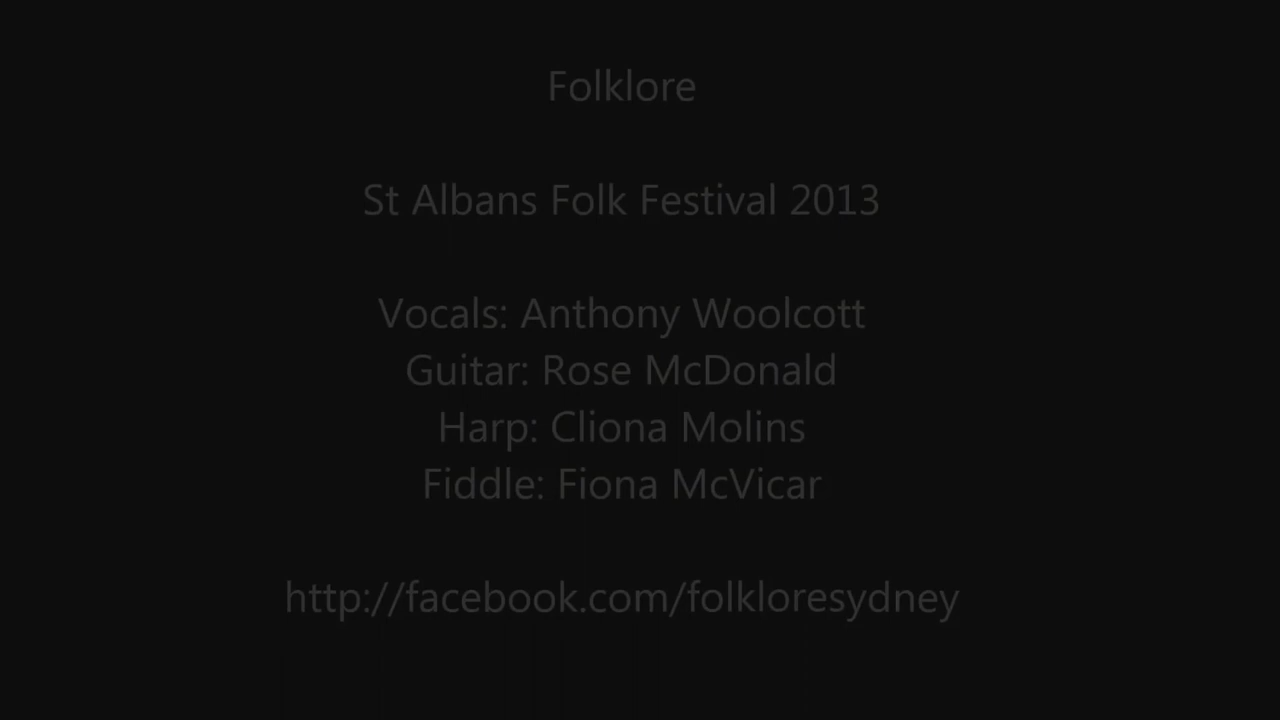 Folklore
St Albans Folk Festival 2013
Vocals: Anthony Woolcott
Guitar: Rose McDonald
Harp: Cliona Molins
Fiddle: Fiona McVicar
http://facebook.com/folkloresydney